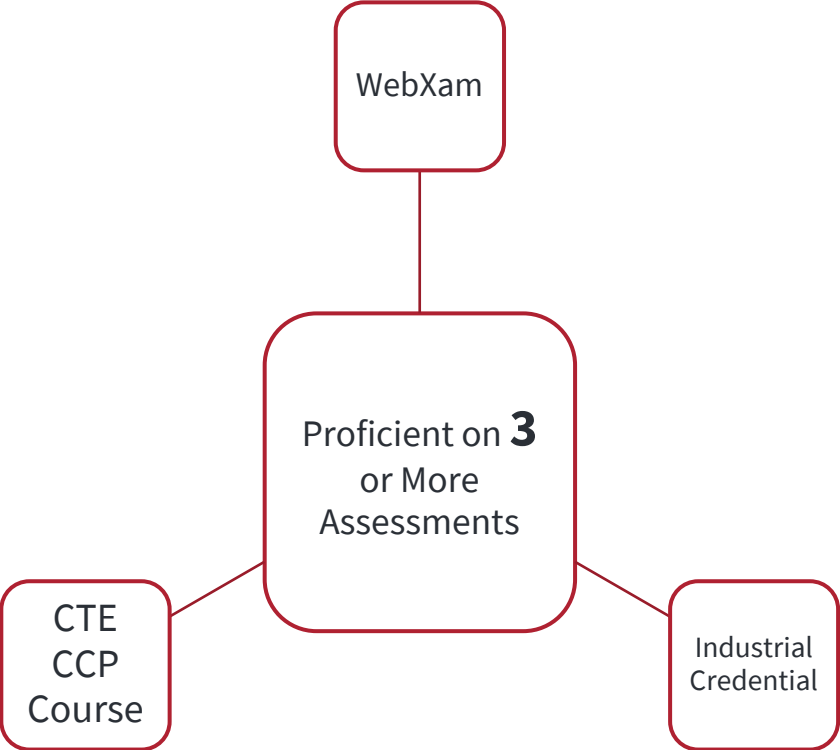 WebXam
Proficient on 3
or More
Assessments
CTE
CCP
Course
Industrial
Credential